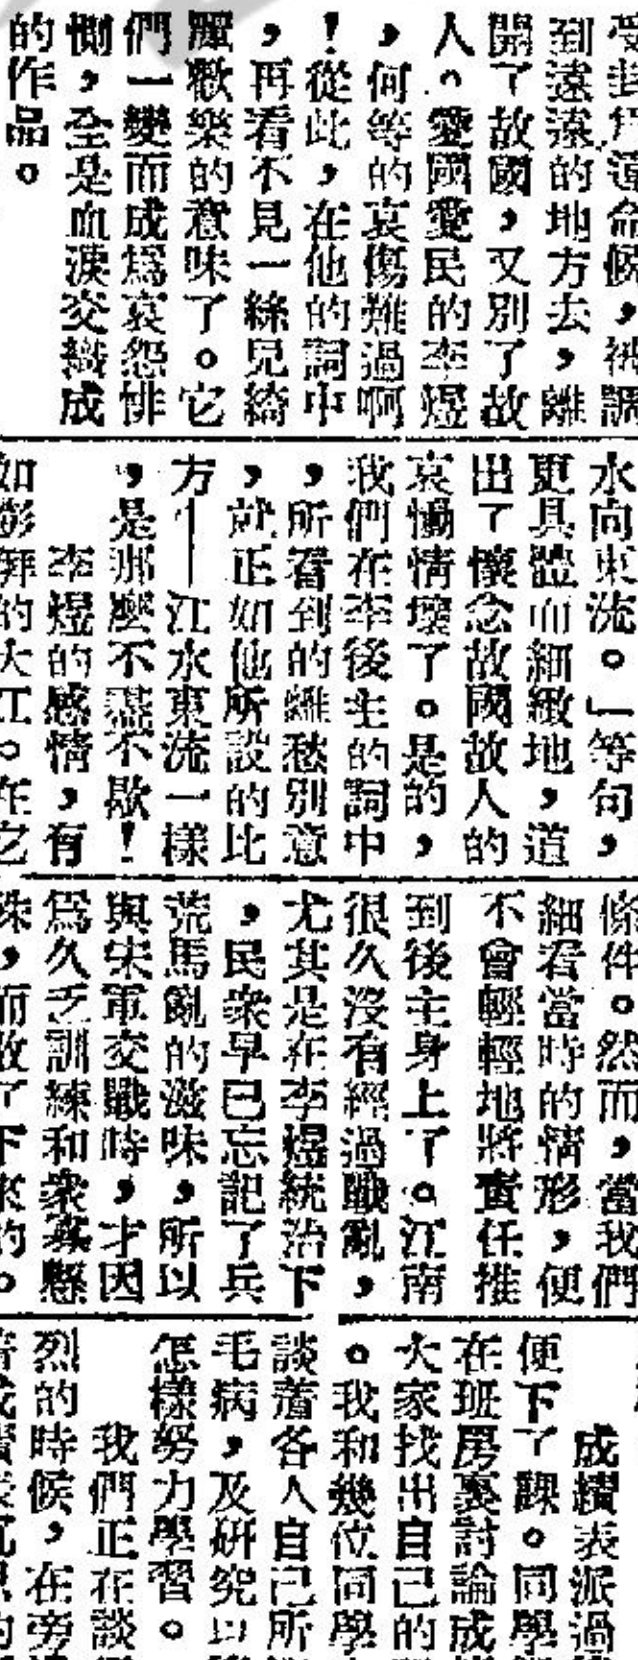 到遠遠的地方去，離
開了故國，又別了故
人。愛國愛民的李煜
，何等的哀傷難過啊
！從此，在他的詞中
，再看不見一絲兒綺
麗歡樂的意味了。它
們一變而成爲哀怨悱
惻，全是血淚交織成
的作品。
水向東流。」等句，
更具體而細緻地，道
出了懷念故國故人的
哀慟情壞了。是的，
我們在李後主的詞中
，所看到的離愁別意
，就正如他所設的比
方——江水東流一樣
，是那麼不盡不歇！
李煜的感情，有
如澎湃的大江。在它
條件。然而，當我們
細看當時的情形，便
不會輕輕地將責任推
到後主身上了。江南
很久沒有經過戰亂，
尤其是在李煜統治下
，民衆早已忘記了兵
荒馬亂的滋味，所以
與宋軍交戰時，才因
爲久乏訓練和衆寡懸
殊，而敗了下來的。
成績表派過
便下了課。同學
在班房裏討論成
大家找出自己的
。我和幾位同學
談着各人自己所
毛病，及研究以
怎樣努力學習。
我們正在談
烈的時候，在旁